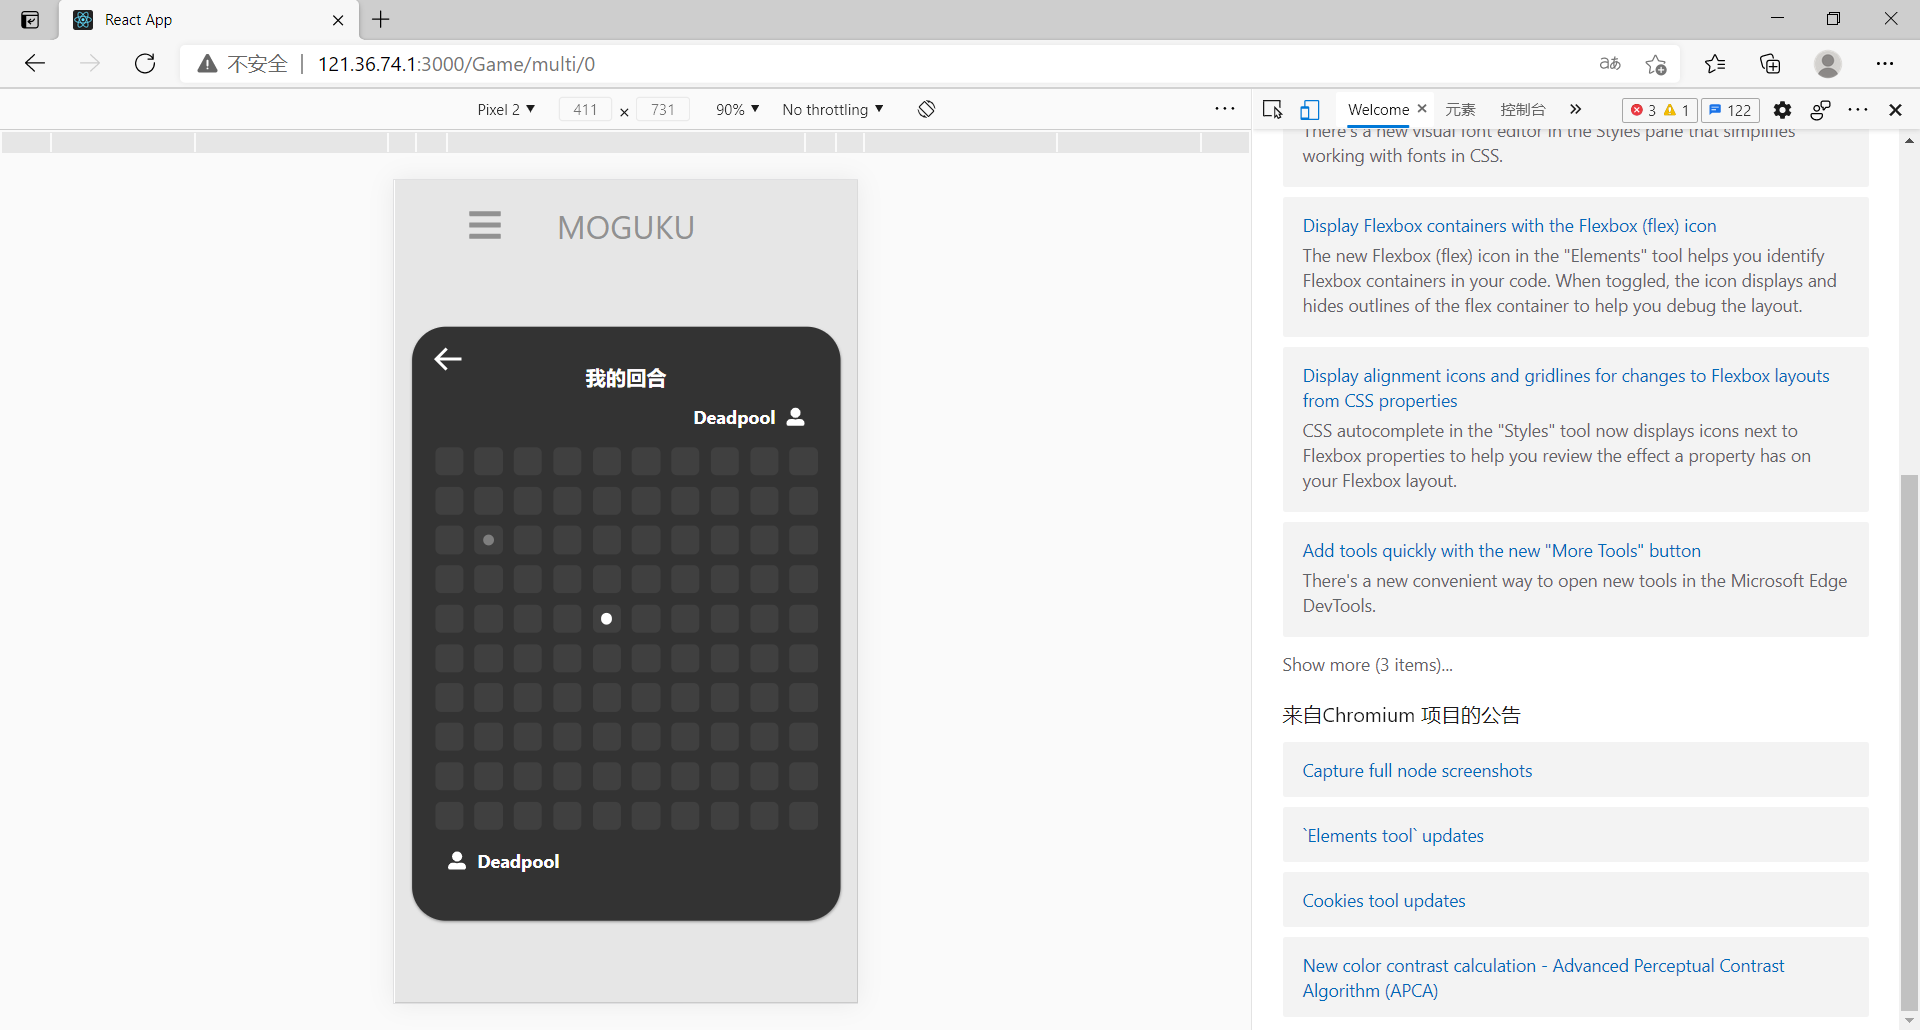 React App
不安全 | 121.36.74.1:3000/Game/multi/0
aあ
Pixel 2 ▼ 411 x 731 90% ▼ No throttling ▼
Welcome 元素 控制台 3 1 122
MOGUKU
我的回合
Deadpool
Deadpool
There's a new visual font editor in the Styles pane that simplifies
working with fonts in CSS.
Display Flexbox containers with the Flexbox (flex) icon
The new Flexbox (flex) icon in the "Elements" tool helps you identify
Flexbox containers in your code. When toggled, the icon displays and
hides outlines of the flex container to help you debug the layout.
Display alignment icons and gridlines for changes to Flexbox layouts
from CSS properties
CSS autocomplete in the "Styles" tool now displays icons next to
Flexbox properties to help you review the effect a property has on
your Flexbox layout.
Add tools quickly with the new "More Tools" button
There's a new convenient way to open new tools in the Microsoft Edge
DevTools.
Show more (3 items)...
来自Chromium 项目的公告
Capture full node screenshots
`Elements tool` updates
Cookies tool updates
New color contrast calculation - Advanced Perceptual Contrast
Algorithm (APCA)